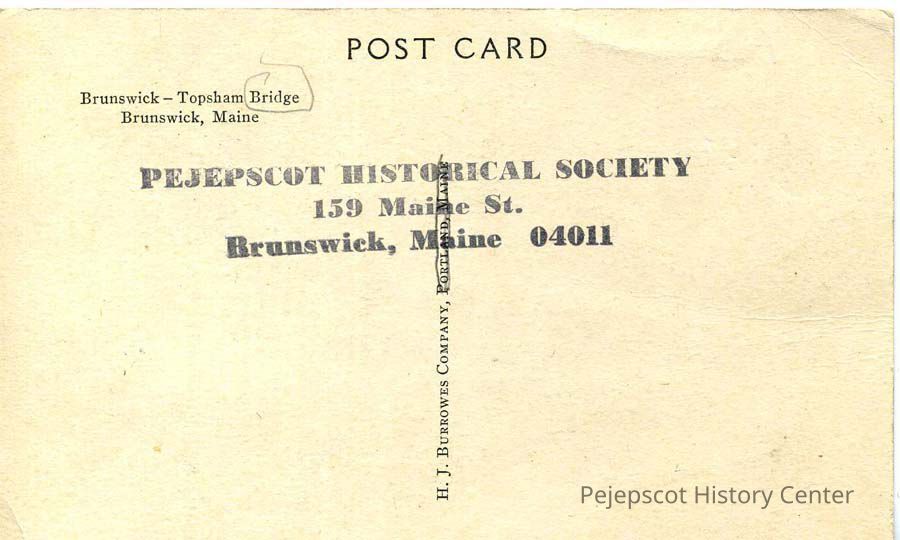 POST CARD
Brunswick – Topsham Bridge
Brunswick, Maine
PEJEPSCOT HISTORICAL SOCIETY
159 Maine St.
Brunswick, Maine 04011
H. J. BURROWES COMPANY, PORTLAND, MAINE
Pejepscot History Center